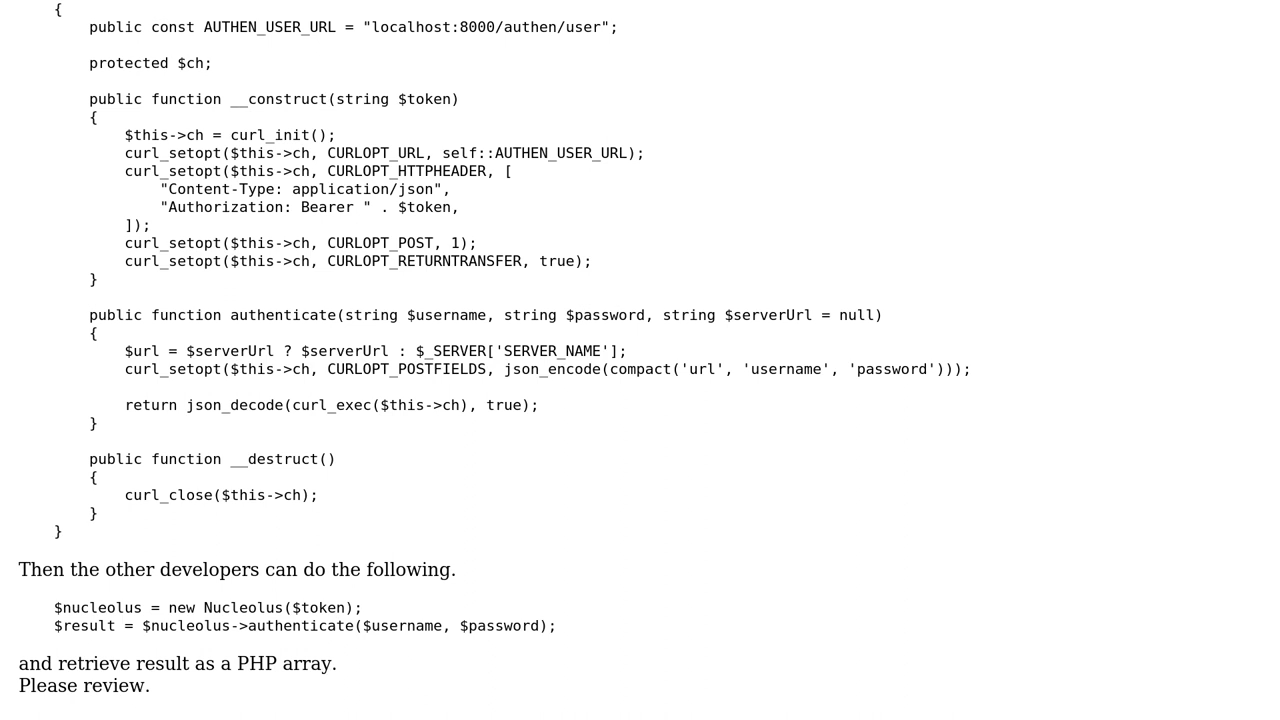 {
    public const AUTHEN_USER_URL = "localhost:8000/authen/user";

    protected $ch;

    public function __construct(string $token)
    {
        $this->ch = curl_init();
        curl_setopt($this->ch, CURLOPT_URL, self::AUTHEN_USER_URL);
        curl_setopt($this->ch, CURLOPT_HTTPHEADER, [
            "Content-Type: application/json",
            "Authorization: Bearer " . $token,
        ]);
        curl_setopt($this->ch, CURLOPT_POST, 1);
        curl_setopt($this->ch, CURLOPT_RETURNTRANSFER, true);
    }

    public function authenticate(string $username, string $password, string $serverUrl = null)
    {
        $url = $serverUrl ? $serverUrl : $_SERVER['SERVER_NAME'];
        curl_setopt($this->ch, CURLOPT_POSTFIELDS, json_encode(compact('url', 'username', 'password')));

        return json_decode(curl_exec($this->ch), true);
    }

    public function __destruct()
    {
        curl_close($this->ch);
    }
}
Then the other developers can do the following.
$nucleolus = new Nucleolus($token);
$result = $nucleolus->authenticate($username, $password);
and retrieve result as a PHP array.
Please review.